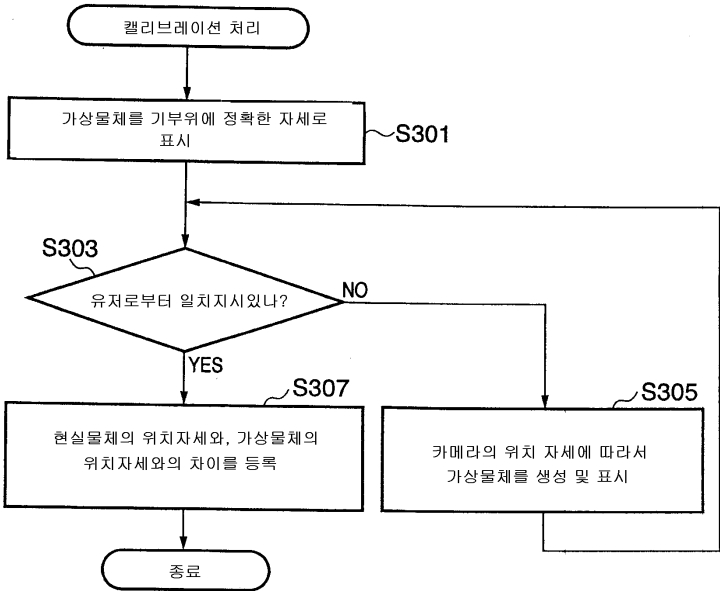 캘리브레이션 처리
가상물체를 기부위에 정확한 자세로
표시
S301
S303
유저로부터 일치지시있나?
NO
YES
S307
현실물체의 위치자세와, 가상물체의
위치자세와의 차이를 등록
S305
카메라의 위치 자세에 따라서
가상물체를 생성 및 표시
종료